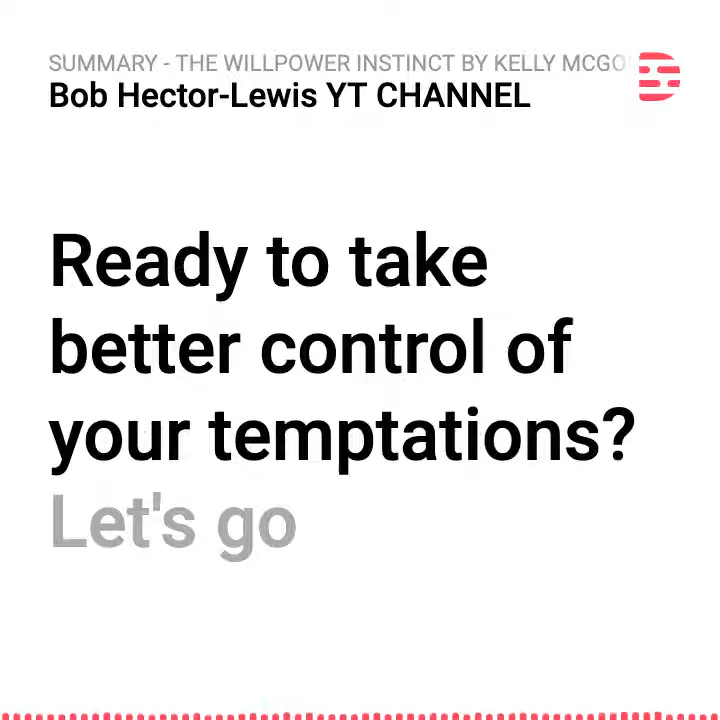 SUMMARY - THE WILLPOWER INSTINCT BY KELLY MCGO
Bob Hector-Lewis YT CHANNEL
Ready to take
better control of
your temptations?
Let's go